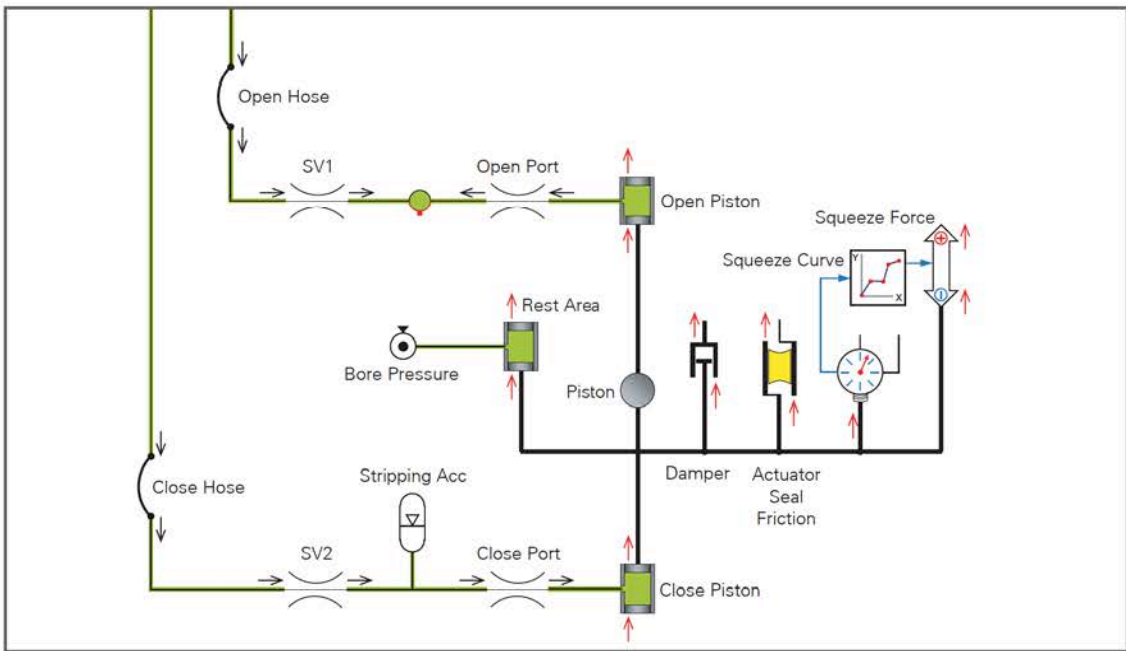 Open Hose
SV1
Open Port
Open Piston
Squeeze Force
Squeeze Curve
Y
X
Rest Area
Bore Pressure
Piston
Damper
Actuator
Seal
Friction
Close Hose
Stripping Acc
SV2
Close Port
Close Piston